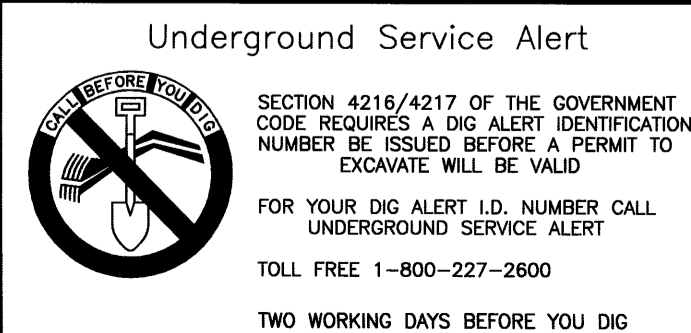 Underground Service Alert
CALL BEFORE YOU DIG
SECTION 4216/4217 OF THE GOVERNMENT
CODE REQUIRES A DIG ALERT IDENTIFICATION
NUMBER BE ISSUED BEFORE A PERMIT TO
EXCAVATE WILL BE VALID
FOR YOUR DIG ALERT I.D. NUMBER CALL
UNDERGROUND SERVICE ALERT
TOLL FREE 1-800-227-2600
TWO WORKING DAYS BEFORE YOU DIG